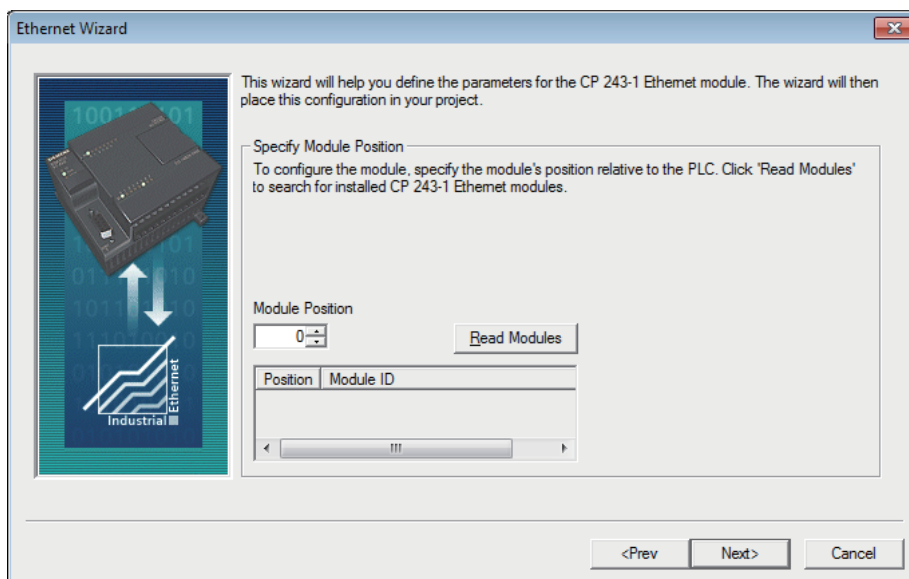 Ethernet Wizard
This wizard will help you define the parameters for the CP 243-1 Ethernet module. The wizard will then
place this configuration in your project.
Specify Module Position
To configure the module, specify the module's position relative to the PLC. Click 'Read Modules'
to search for installed CP 243-1 Ethernet modules.
Module Position
0
Read Modules
Position Module ID
Industrial
Ethernet
<Prev
Next>
Cancel